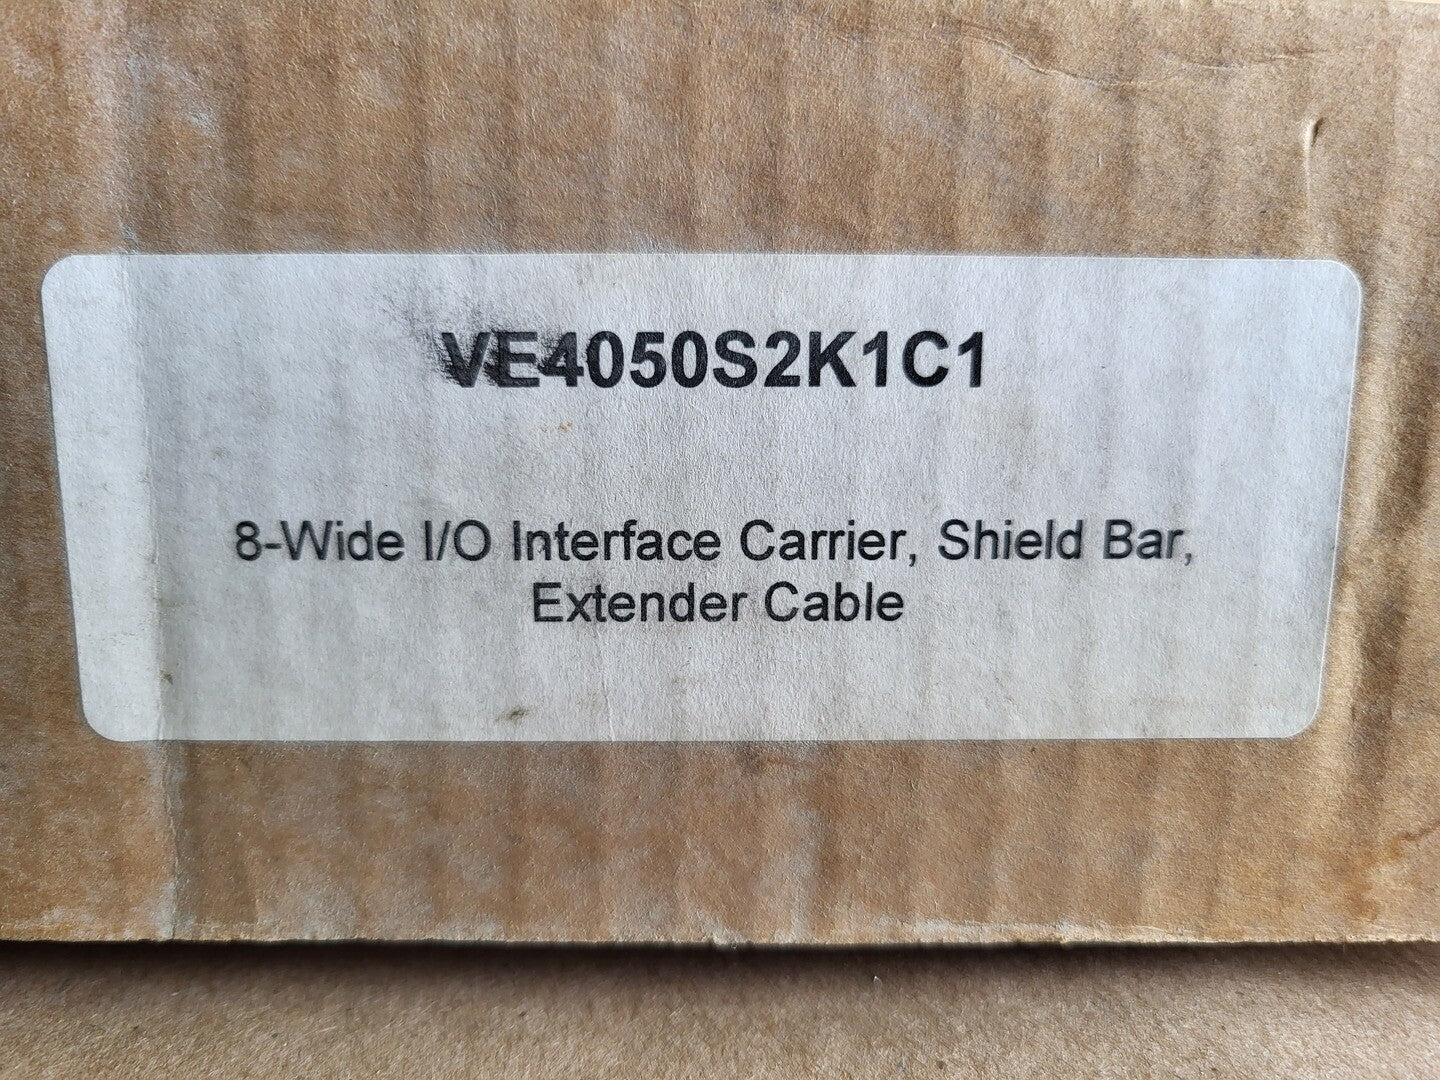 VE4050S2K1C1
8-Wide I/O Interface Carrier, Shield Bar,
Extender Cable